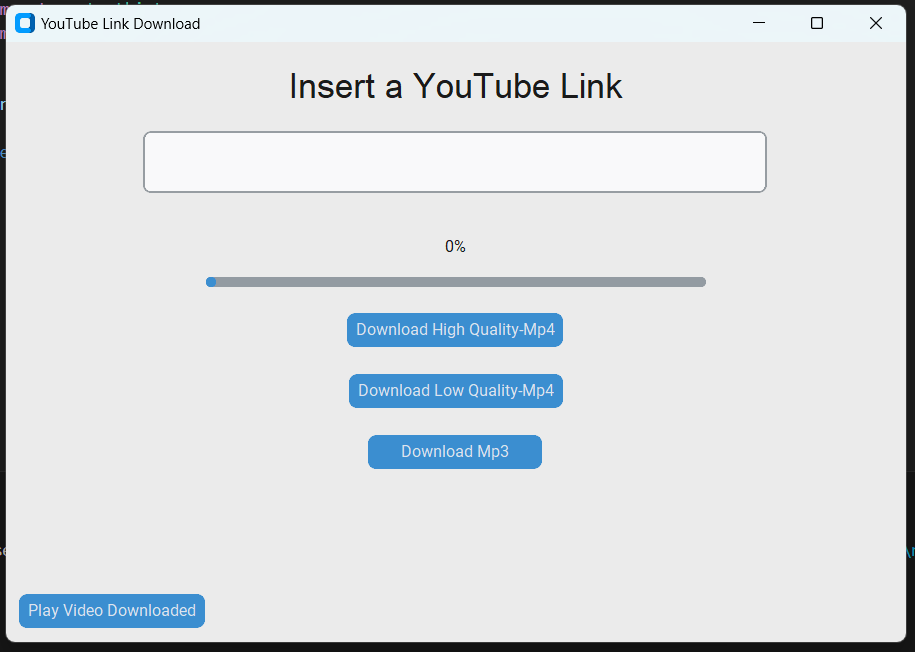 YouTube Link Download
Insert a YouTube Link
0%
Download High Quality-Mp4
Download Low Quality-Mp4
Download Mp3
Play Video Downloaded